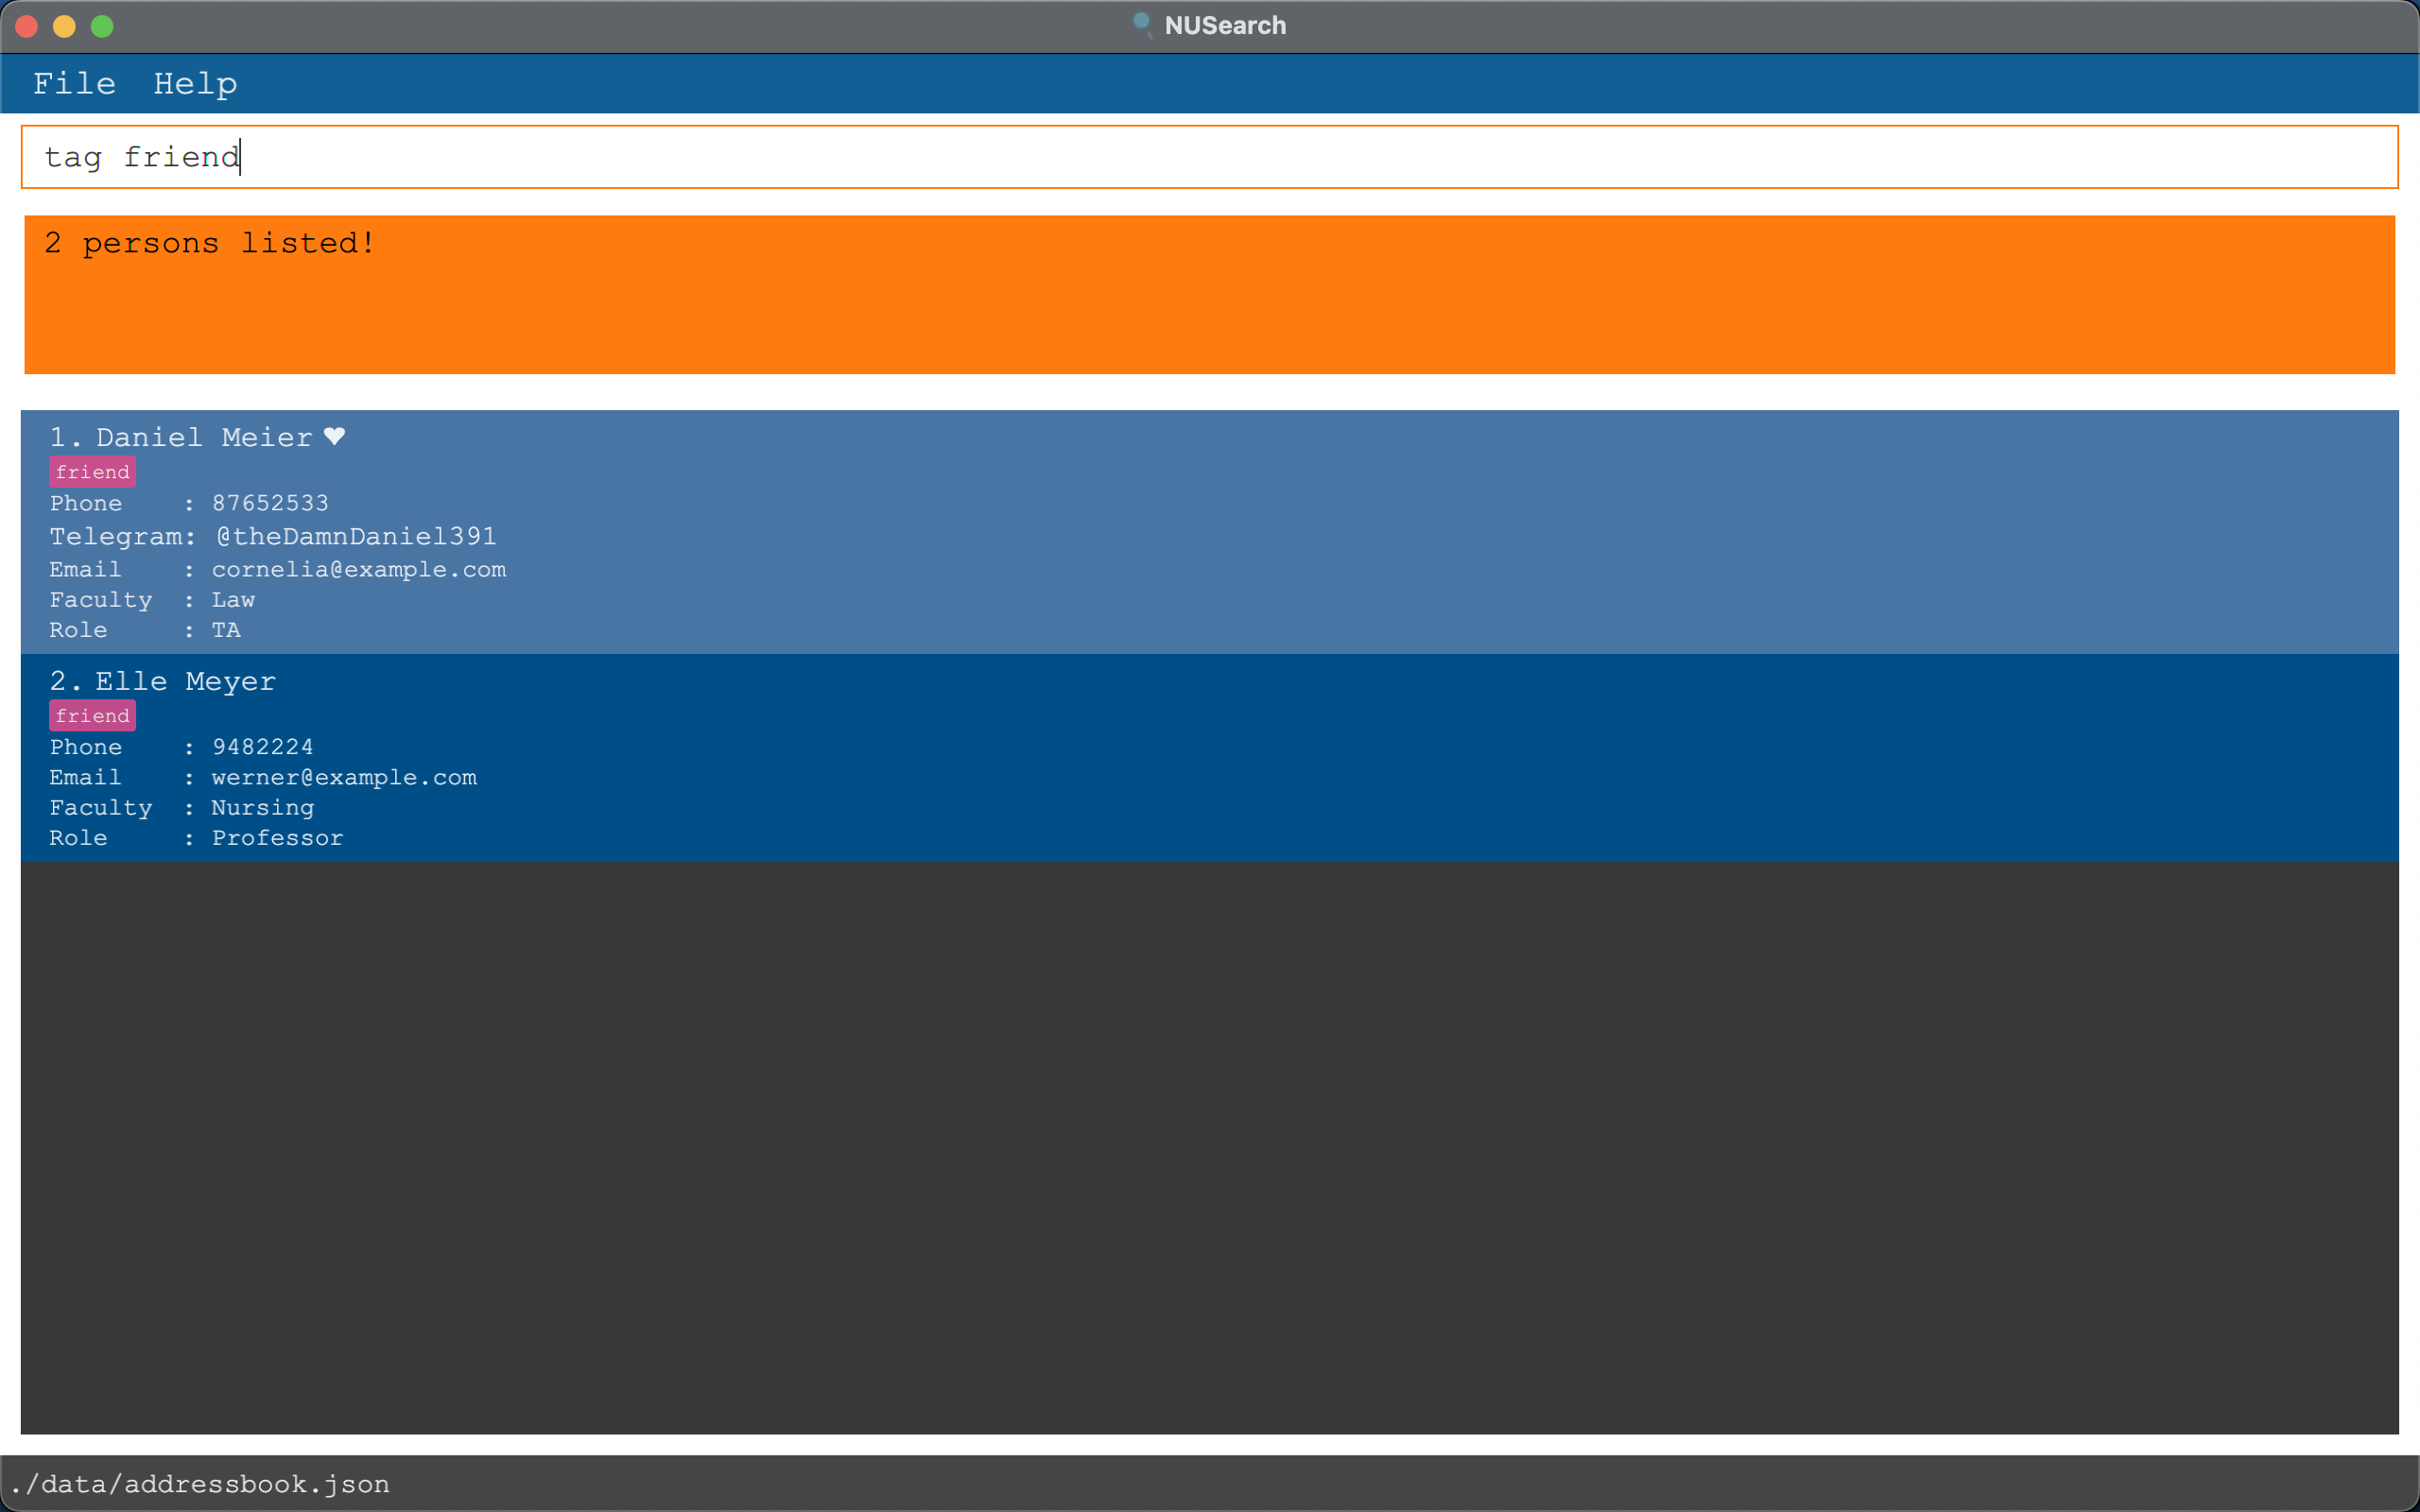 NUSearch
File Help
tag friend
2 persons listed!
1. Daniel Meier ♥
friend
Phone : 87652533
Telegram: @theDamnDaniel391
Email : cornelia@example.com
Faculty : Law
Role : TA
2. Elle Meyer
friend
Phone : 9482224
Email : werner@example.com
Faculty : Nursing
Role : Professor
./data/addressbook.json